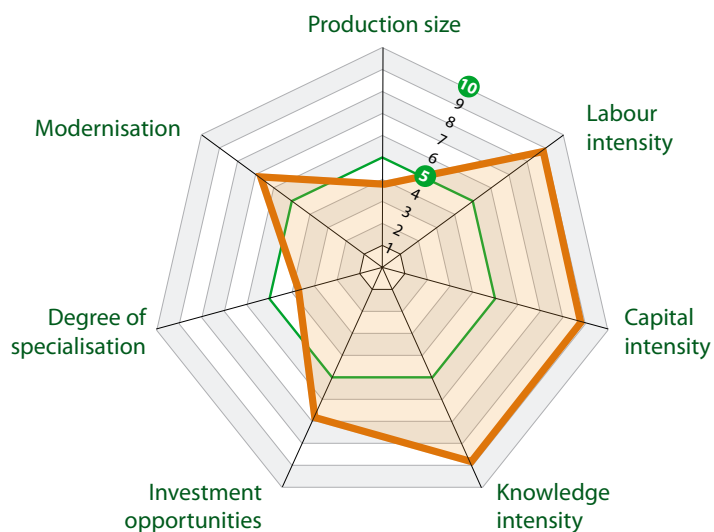 Production size
10
9
8
7
6
5
4
3
2
1
Labour
intensity
Capital
intensity
Knowledge
intensity
Investment
opportunities
Degree of
specialisation
Modernisation